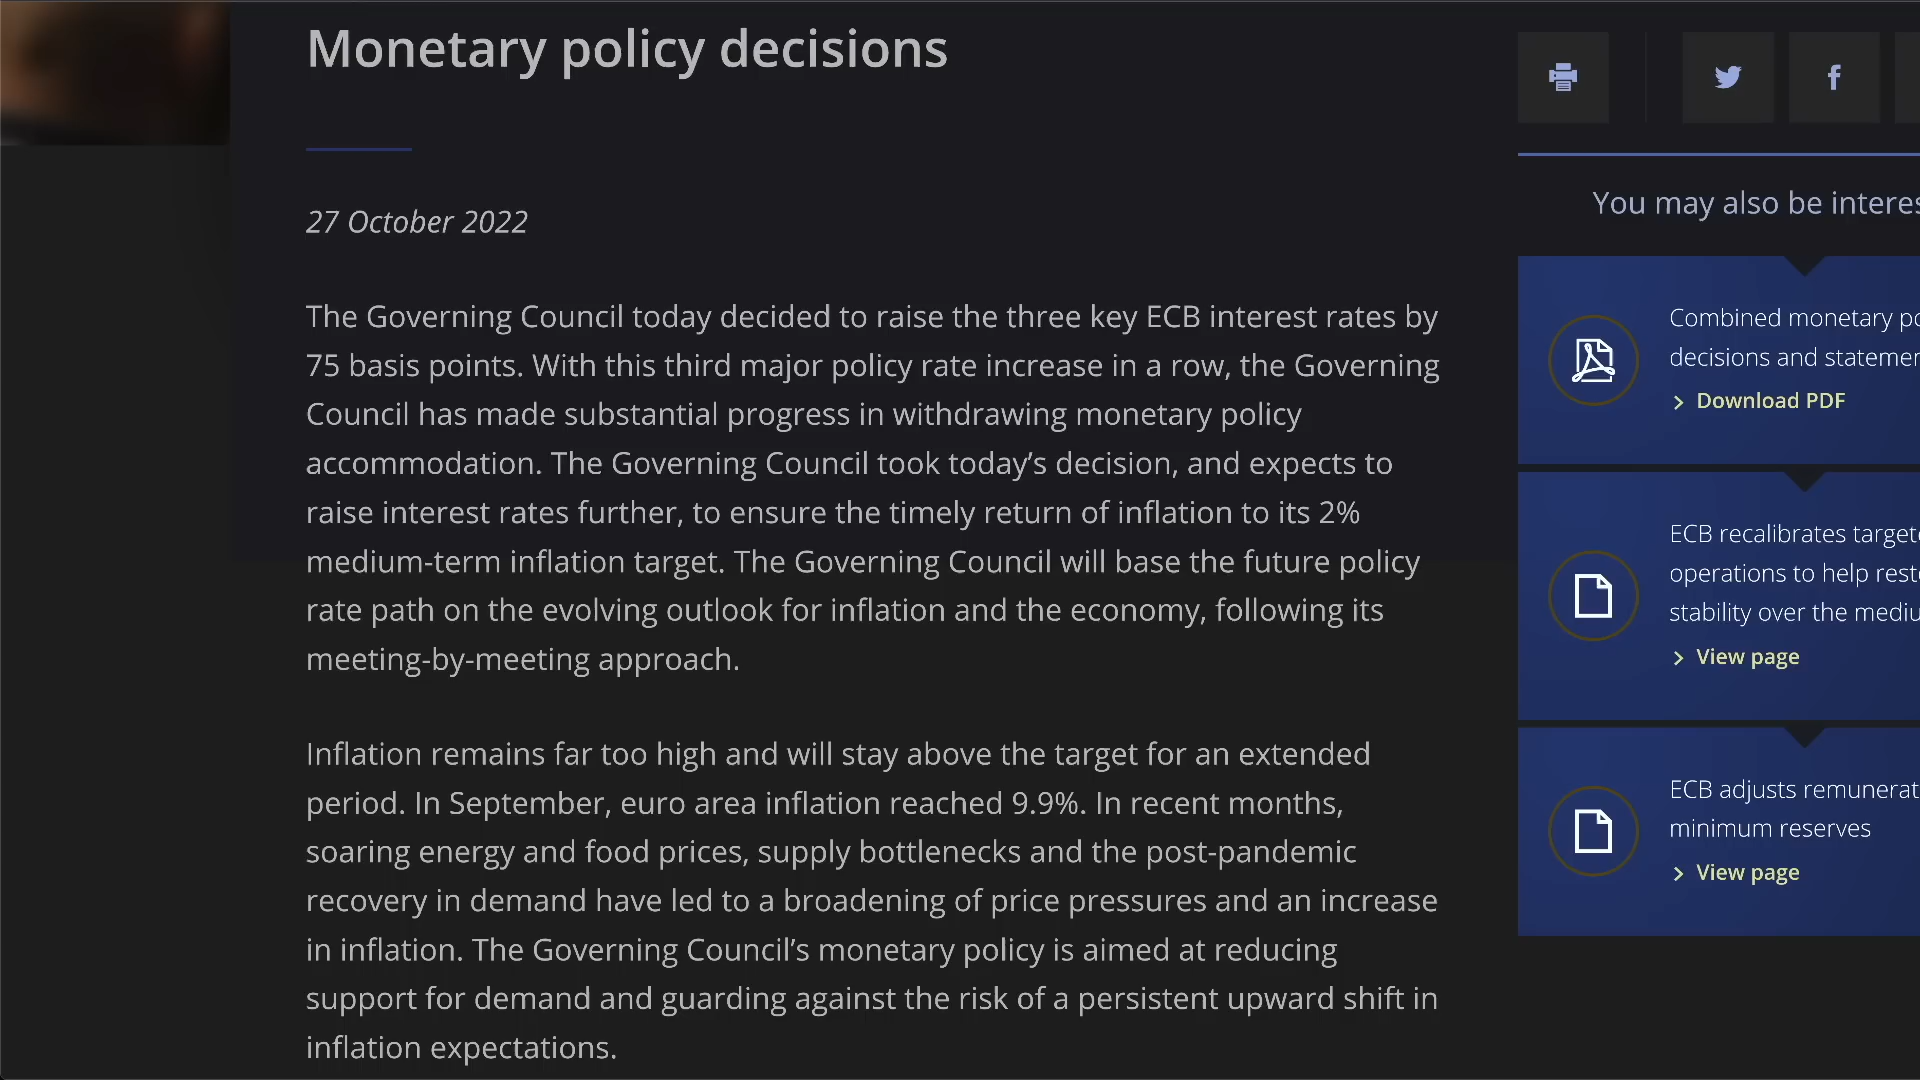 Monetary policy decisions
27 October 2022
The Governing Council today decided to raise the three key ECB interest rates by
75 basis points. With this third major policy rate increase in a row, the Governing
Council has made substantial progress in withdrawing monetary policy
accommodation. The Governing Council took today’s decision, and expects to
raise interest rates further, to ensure the timely return of inflation to its 2%
medium-term inflation target. The Governing Council will base the future policy
rate path on the evolving outlook for inflation and the economy, following its
meeting-by-meeting approach.
Inflation remains far too high and will stay above the target for an extended
period. In September, euro area inflation reached 9.9%. In recent months,
soaring energy and food prices, supply bottlenecks and the post-pandemic
recovery in demand have led to a broadening of price pressures and an increase
in inflation. The Governing Council’s monetary policy is aimed at reducing
support for demand and guarding against the risk of a persistent upward shift in
inflation expectations.
You may also be
Combined monetary
decisions and
Download PDF
ECB recalibrates
operations to help
stability over the
View page
ECB adjusts
minimum reserves
View page